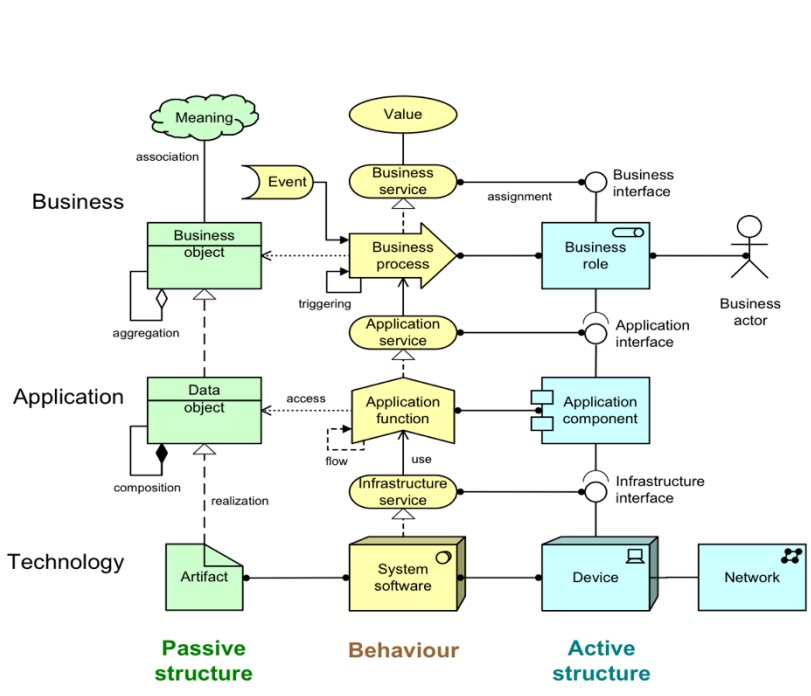 Meaning
Value
association
Event
Business
service
assignment
Business
interface
Business
Business
object
Business
process
Business
role
triggering
aggregation
Business
actor
Application
service
Application
interface
Application
Data
object
access
Application
function
Application
component
flow
use
composition
realization
Infrastructure
service
Infrastructure
interface
Technology
Artifact
System
software
Device
Network
Passive
structure
Behaviour
Active
structure